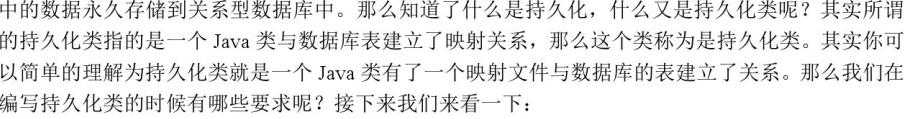 中的数据永久存储到关系型数据库中。那么知道了什么是持久化，什么又是持久化类呢？其实所谓
的持久化类指的是一个 Java 类与数据库表建立了映射关系，那么这个类称为是持久化类。其实你可
以简单的理解为持久化类就是一个 Java 类有了一个映射文件与数据库的表建立了关系。那么我们在
编写持久化类的时候有哪些要求呢？接下来我们来看一下：